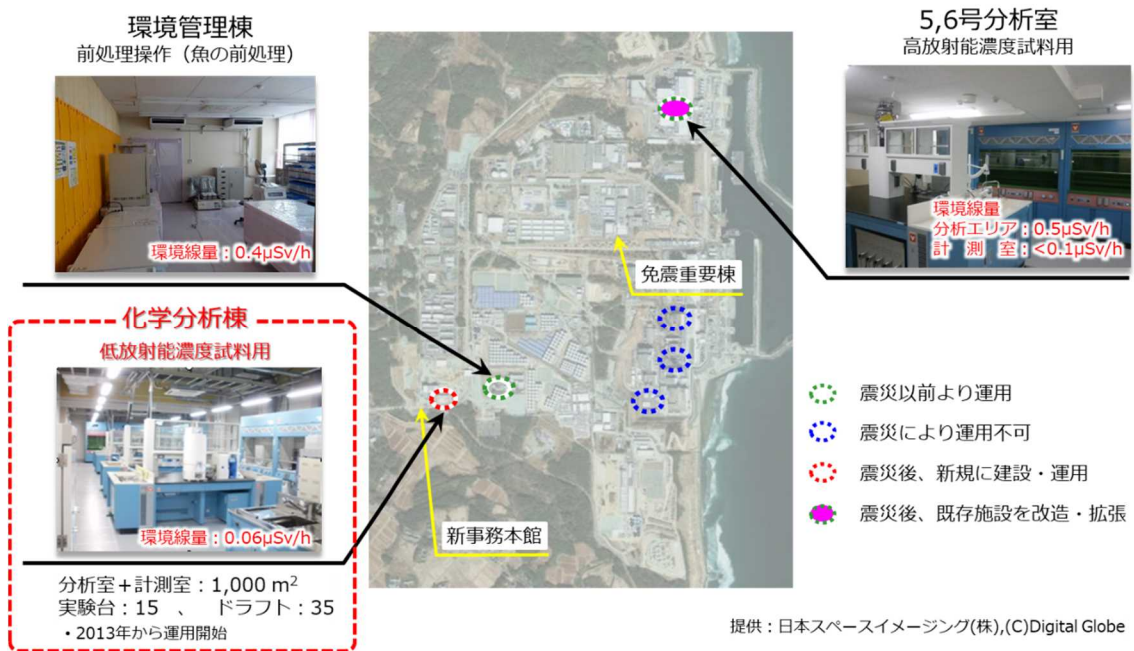 環境管理棟
前処理操作（魚の前処理）
環境線量：0.4μSv/h
5,6号分析室
高放射能濃度試料用
環境線量
分析エリア：0.5μSv/h
計　測　室：<0.1μSv/h
免震重要棟
化学分析棟
低放射能濃度試料用
環境線量：0.06μSv/h
新事務本館
分析室＋計測室：1,000 m²
実験台：15　、　ドラフト：35
・2013年から運用開始
震災以前より運用
震災により運用不可
震災後、新規に建設・運用
震災後、既存施設を改造・拡張
提供：日本スペースイメージング(株),(C)Digital Globe